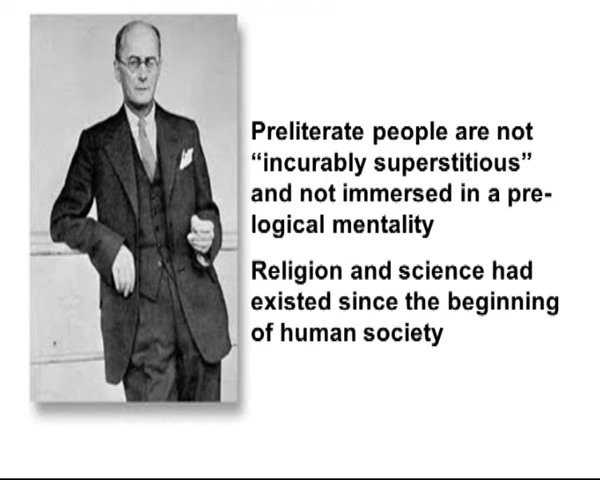 Preliterate people are not
“incurably superstitious”
and not immersed in a pre-
logical mentality
Religion and science had
existed since the beginning
of human society